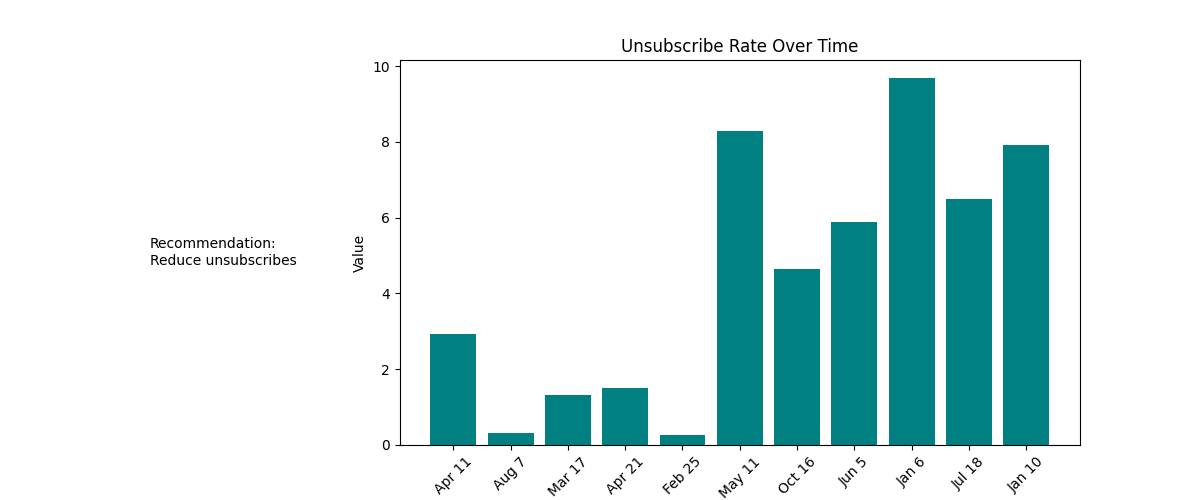 Unsubscribe Rate Over Time
10
8
6
4
2
0
Value
Recommendation:
Reduce unsubscribes
Apr 11
Aug 7
Mar 17
Apr 21
Feb 25
May 11
Oct 16
Jun 5
Jan 6
Jul 18
Jan 10